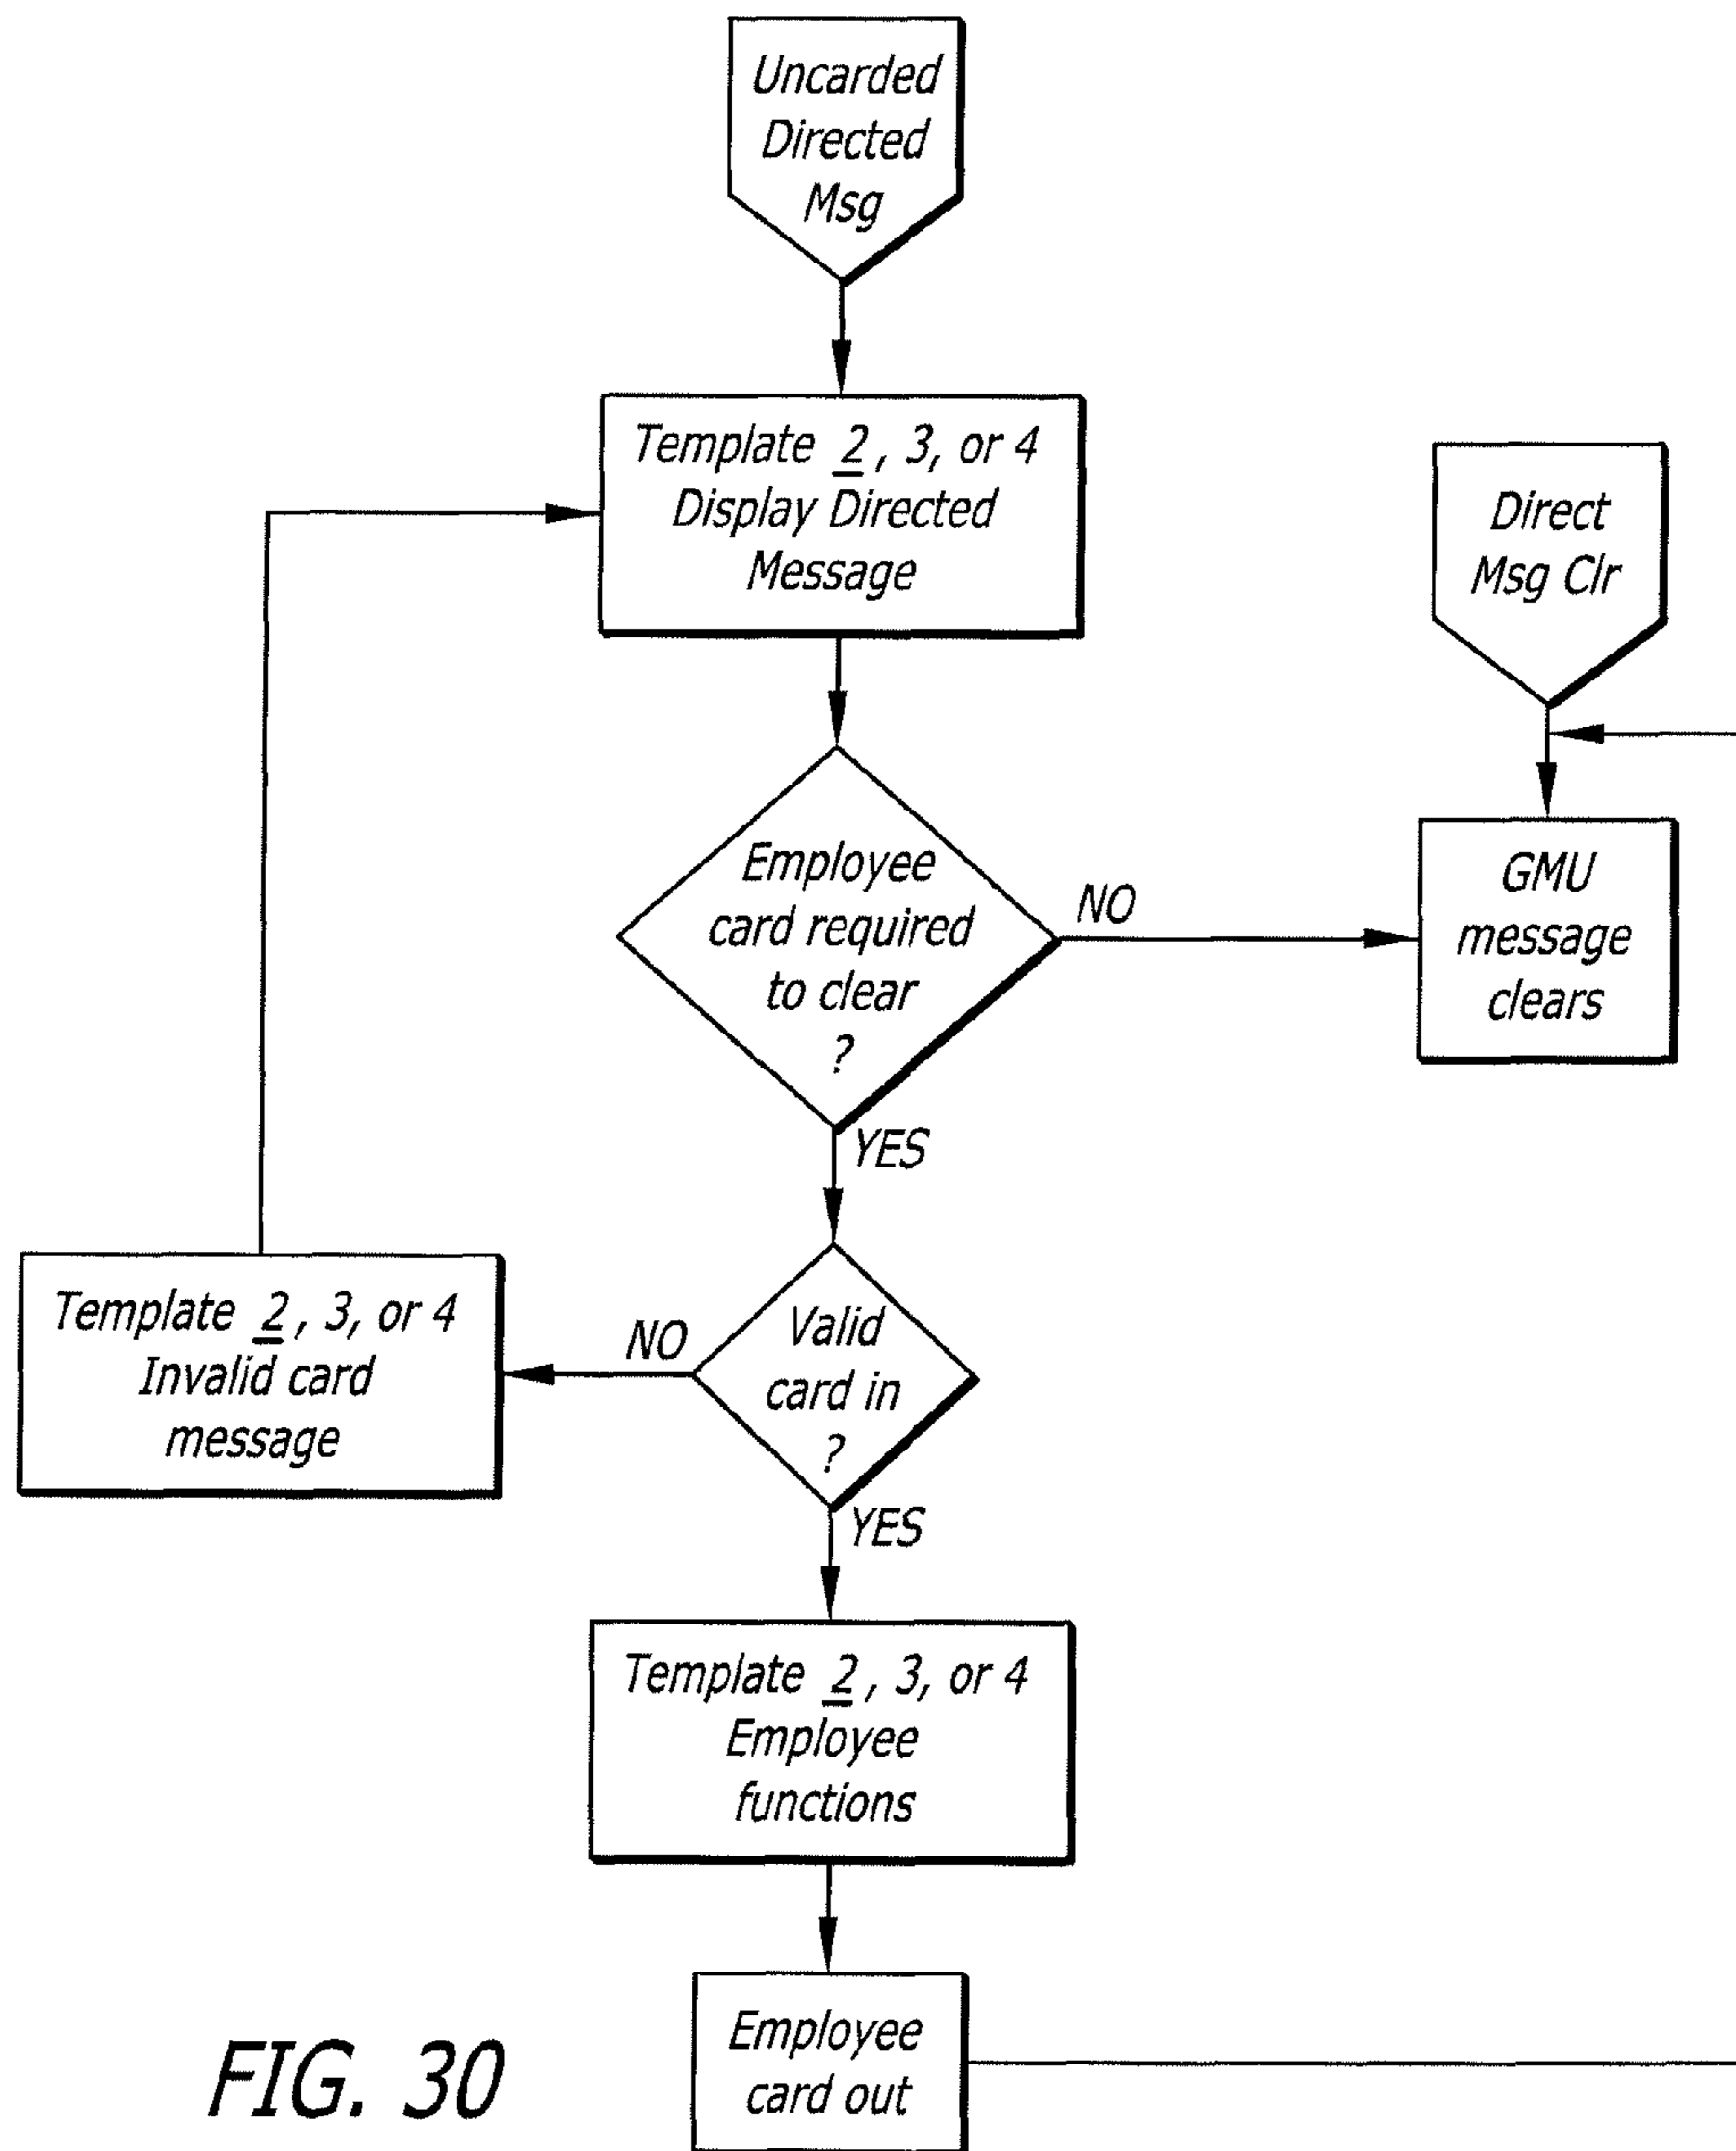 Uncarded
Directed
Msg
Template 2, 3, or 4
Display Directed
Message
Direct
Msg Clr
Employee
card required
to clear
?
NO
GMU
message
clears
YES
Template 2, 3, or 4
Invalid card
message
NO
Valid
card in
?
YES
Template 2, 3, or 4
Employee
functions
Employee
card out
FIG. 30